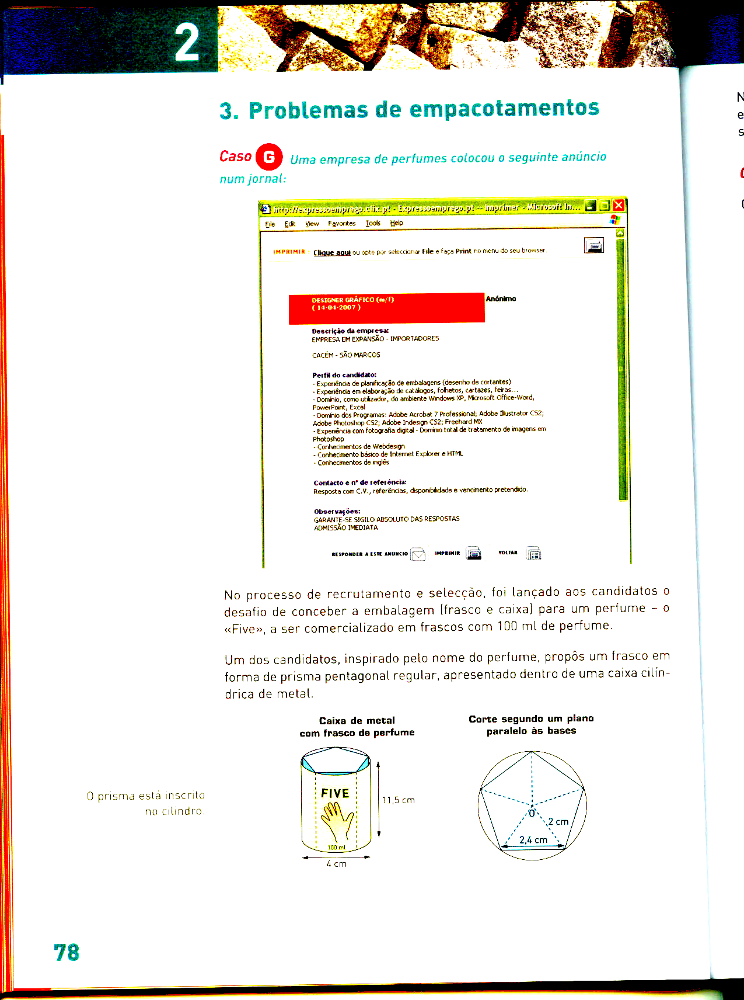 2
3. Problemas de empacotamentos
Caso G Uma empresa de perfumes colocou o seguinte anúncio
num jornal:
http://expressoemprego.clix.pt - Expressoemprego.pt -- Imprimer - Microsoft In...
File Edit View Favorites Tools Help
IMPRIMIR Clique aqui ou opte por seleccionar File e faça Print no menu do seu browser.
DESIGNER GRÁFICO (m/f) Anónimo
( 14-04-2007 )
Descrição da empresa:
EMPRESA EM EXPANSÃO - IMPORTADORES
CACÉM - SÃO MARCOS
Perfil do candidato:
- Experiência de planificação de embalagens (desenho de cortantes)
- Experiência em elaboração de catálogos, folhetos, cartazes, feiras...
- Domínio, como utilizador, do ambiente Windows XP, Microsoft Office-Word,
PowerPoint, Excel
- Domínio dos Programas: Adobe Acrobat 7 Professional; Adobe Illustrator CS2;
Adobe Photoshop CS2; Adobe Indesign CS2; Freehard MX
- Experiência com fotografia digital - Domínio total de tratamento de imagens em
Photoshop
- Conhecimentos de Webdesign
- Conhecimento básico de Internet Explorer e HTML
- Conhecimentos de inglês
Contacto e nº de referência:
Resposta com C.V., referências, disponibilidade e vencimento pretendido.
Observações:
GARANTE-SE SIGILO ABSOLUTO DAS RESPOSTAS
ADMISSÃO IMEDIATA
RESPONDER A ESTE ANÚNCIO IMPRIMIR VOLTAR
No processo de recrutamento e selecção, foi lançado aos candidatos o
desafio de conceber a embalagem (frasco e caixa) para um perfume – o
«Five», a ser comercializado em frascos com 100 ml de perfume.
Um dos candidatos, inspirado pelo nome do perfume, propôs um frasco em
forma de prisma pentagonal regular, apresentado dentro de uma caixa cilín-
drica de metal.
Caixa de metal
com frasco de perfume
Corte segundo um plano
paralelo às bases
O prisma está inscrito
no cilindro.
FIVE
100 ml
11,5 cm
4 cm
O
2 cm
2,4 cm
78